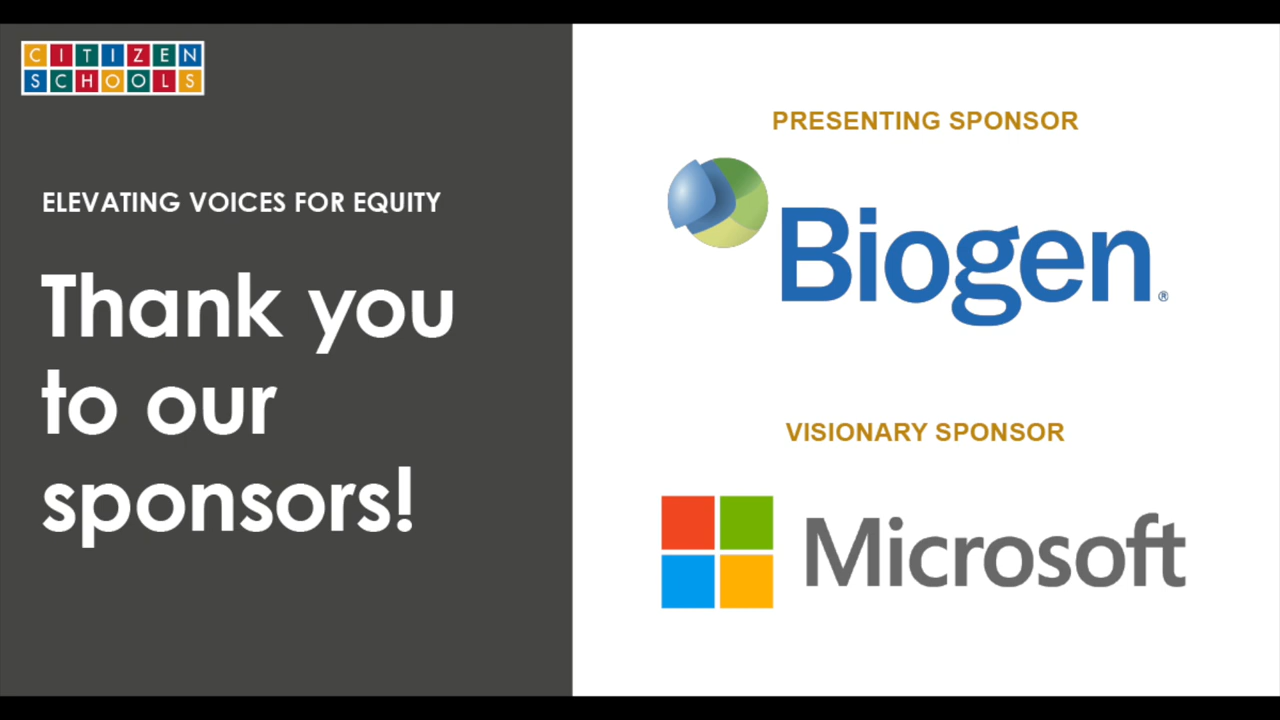 CITIZEN
SCHOOLS
ELEVATING VOICES FOR EQUITY
Thank you
to our
sponsors!
PRESENTING SPONSOR
Biogen®
VISIONARY SPONSOR
Microsoft